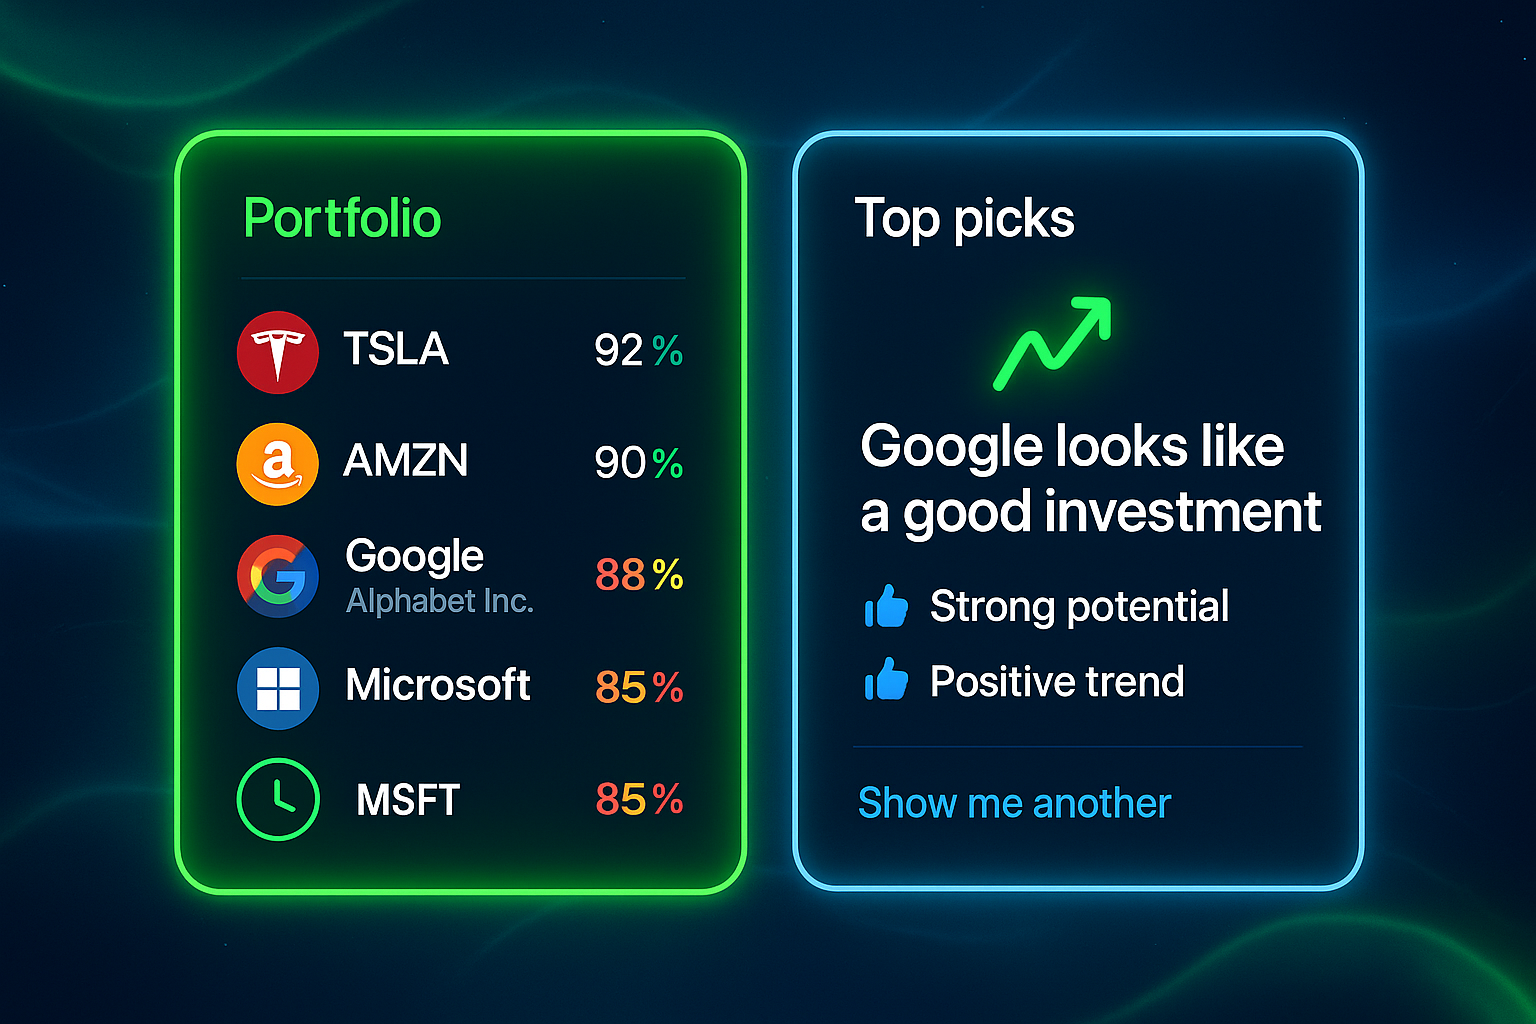 Portfolio
TSLA 92%
AMZN 90%
Google 88%
Alphabet Inc.
Microsoft 85%
MSFT 85%
Top picks
Google looks like
a good investment
Strong potential
Positive trend
Show me another